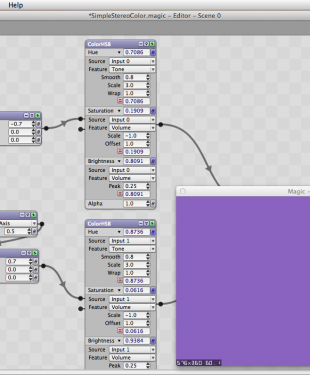 Help
*SimpleStereoColor.magic - Editor - Scene 0
ColorHSB
Hue 0.7086
Source Input 0
Feature Tone
Smooth 0.8
Scale 3.0
Wrap 1.0
0.7086
Saturation 0.1909
Source Input 0
Feature Volume
Scale -1.0
Offset 1.0
0.1909
Brightness 0.8091
Source Input 0
Feature Volume
Peak 0.25
0.8091
Alpha 1.0
-0.7
0.0
0.0
Axis
0.5
0.7
0.0
0.0
ColorHSB
Hue 0.8736
Source Input 1
Feature Tone
Smooth 0.8
Scale 3.0
Wrap 1.0
0.8736
Saturation 0.0616
Source Input 1
Feature Volume
Scale -1.0
Offset 1.0
0.0616
Brightness 0.9384
Source Input 1
Feature Volume
Peak 0.25
Magic -
576x360 60.